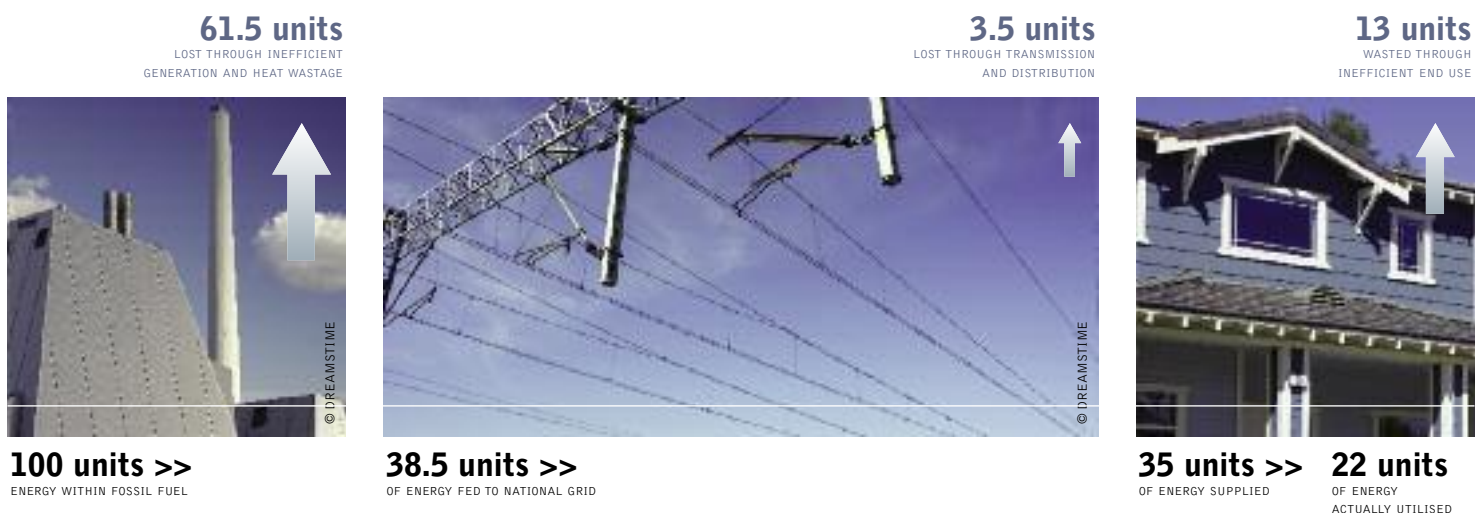 61.5 units
LOST THROUGH INEFFICIENT
GENERATION AND HEAT WASTAGE
3.5 units
LOST THROUGH TRANSMISSION
AND DISTRIBUTION
13 units
WASTED THROUGH
INEFFICIENT END USE
© DREAMSTIME
© DREAMSTIME
100 units >>
ENERGY WITHIN FOSSIL FUEL
38.5 units >>
OF ENERGY FED TO NATIONAL GRID
35 units >>
OF ENERGY SUPPLIED
22 units
OF ENERGY
ACTUALLY UTILISED